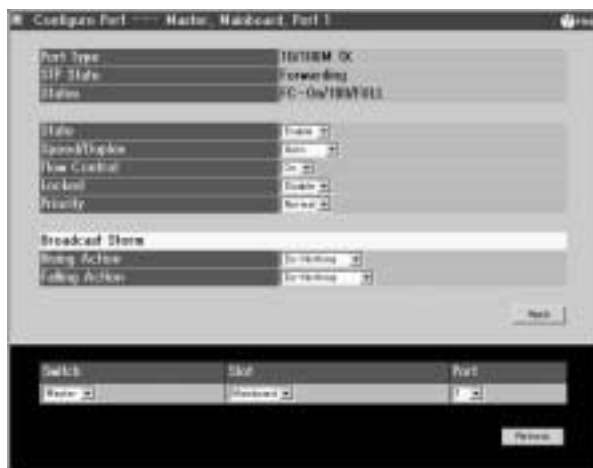 Configure Port --- Master, Mainboard, Port 1
Port Type 10/100M TX
STP State Forwarding
Status FC-On/100/FULL
State Enable
Speed/Duplex Auto
Flow Control On
Locked Disable
Priority Normal
Broadcast Storm
Rising Action Do-Nothing
Falling Action Do-Nothing
Switch Slot Port
Master Mainboard 1